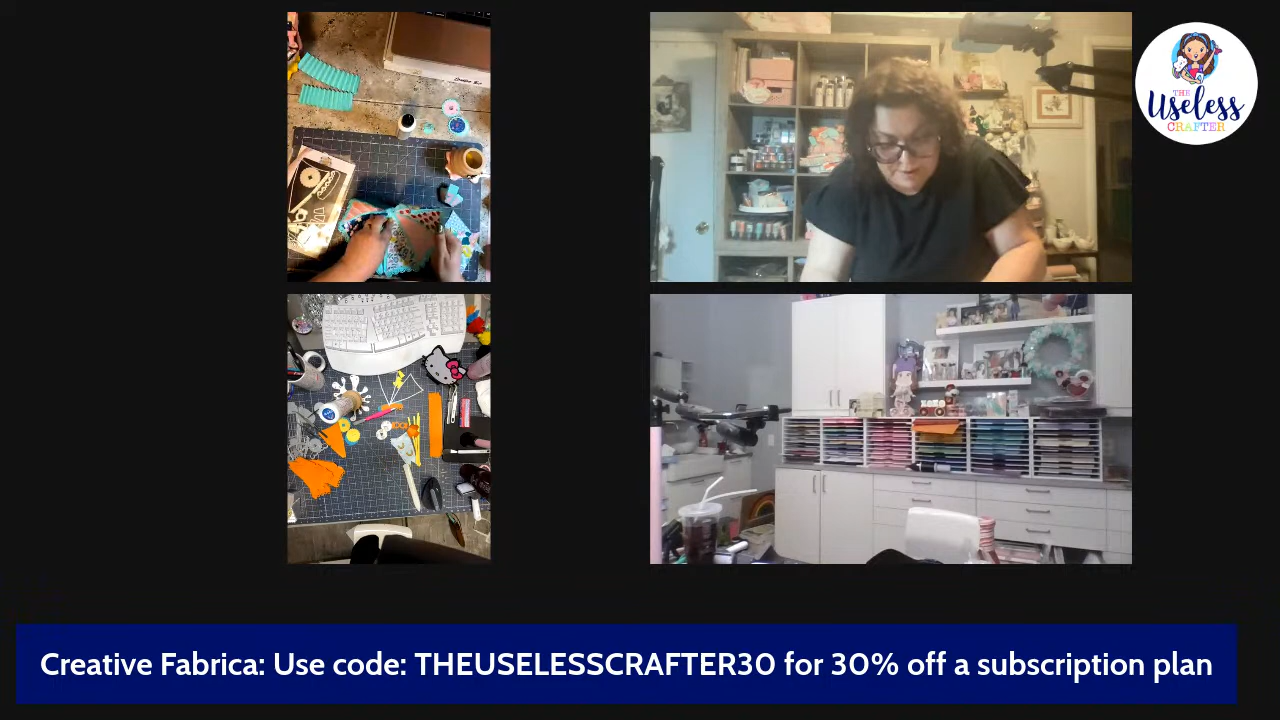 THE
Useless
CRAFTER
Creative Fabrica: Use code: THEUSELESSCRAFTER30 for 30% off a subscription plan